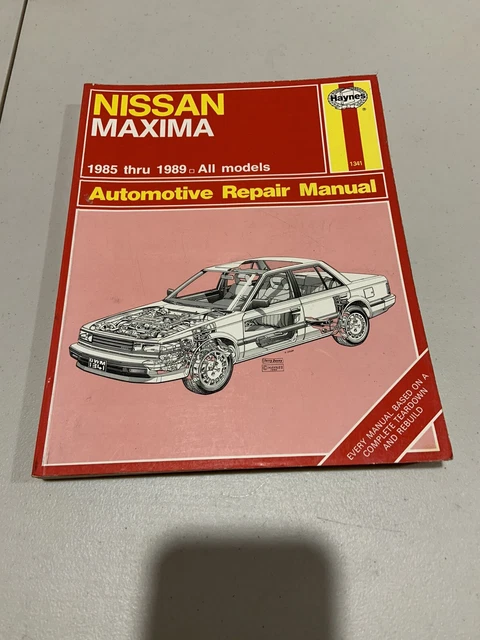 NISSAN
MAXIMA
Haynes
1341
1985 thru 1989 □ All models
Automotive Repair Manual
EVERY MANUAL BASED ON A
COMPLETE TEARDOWN
AND REBUILD